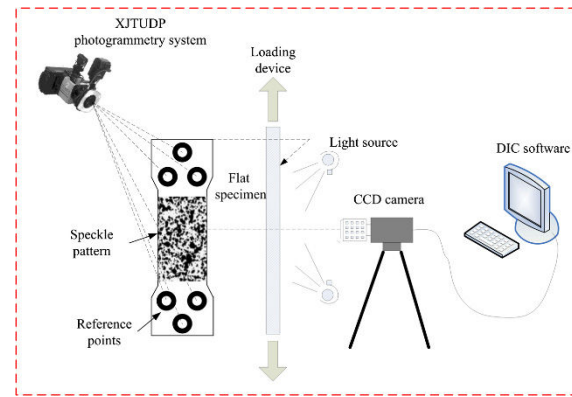 XJTUDP
photogrammetry system
Loading
device
Light source
DIC software
Flat
specimen
CCD camera
Speckle
pattern
Reference
points